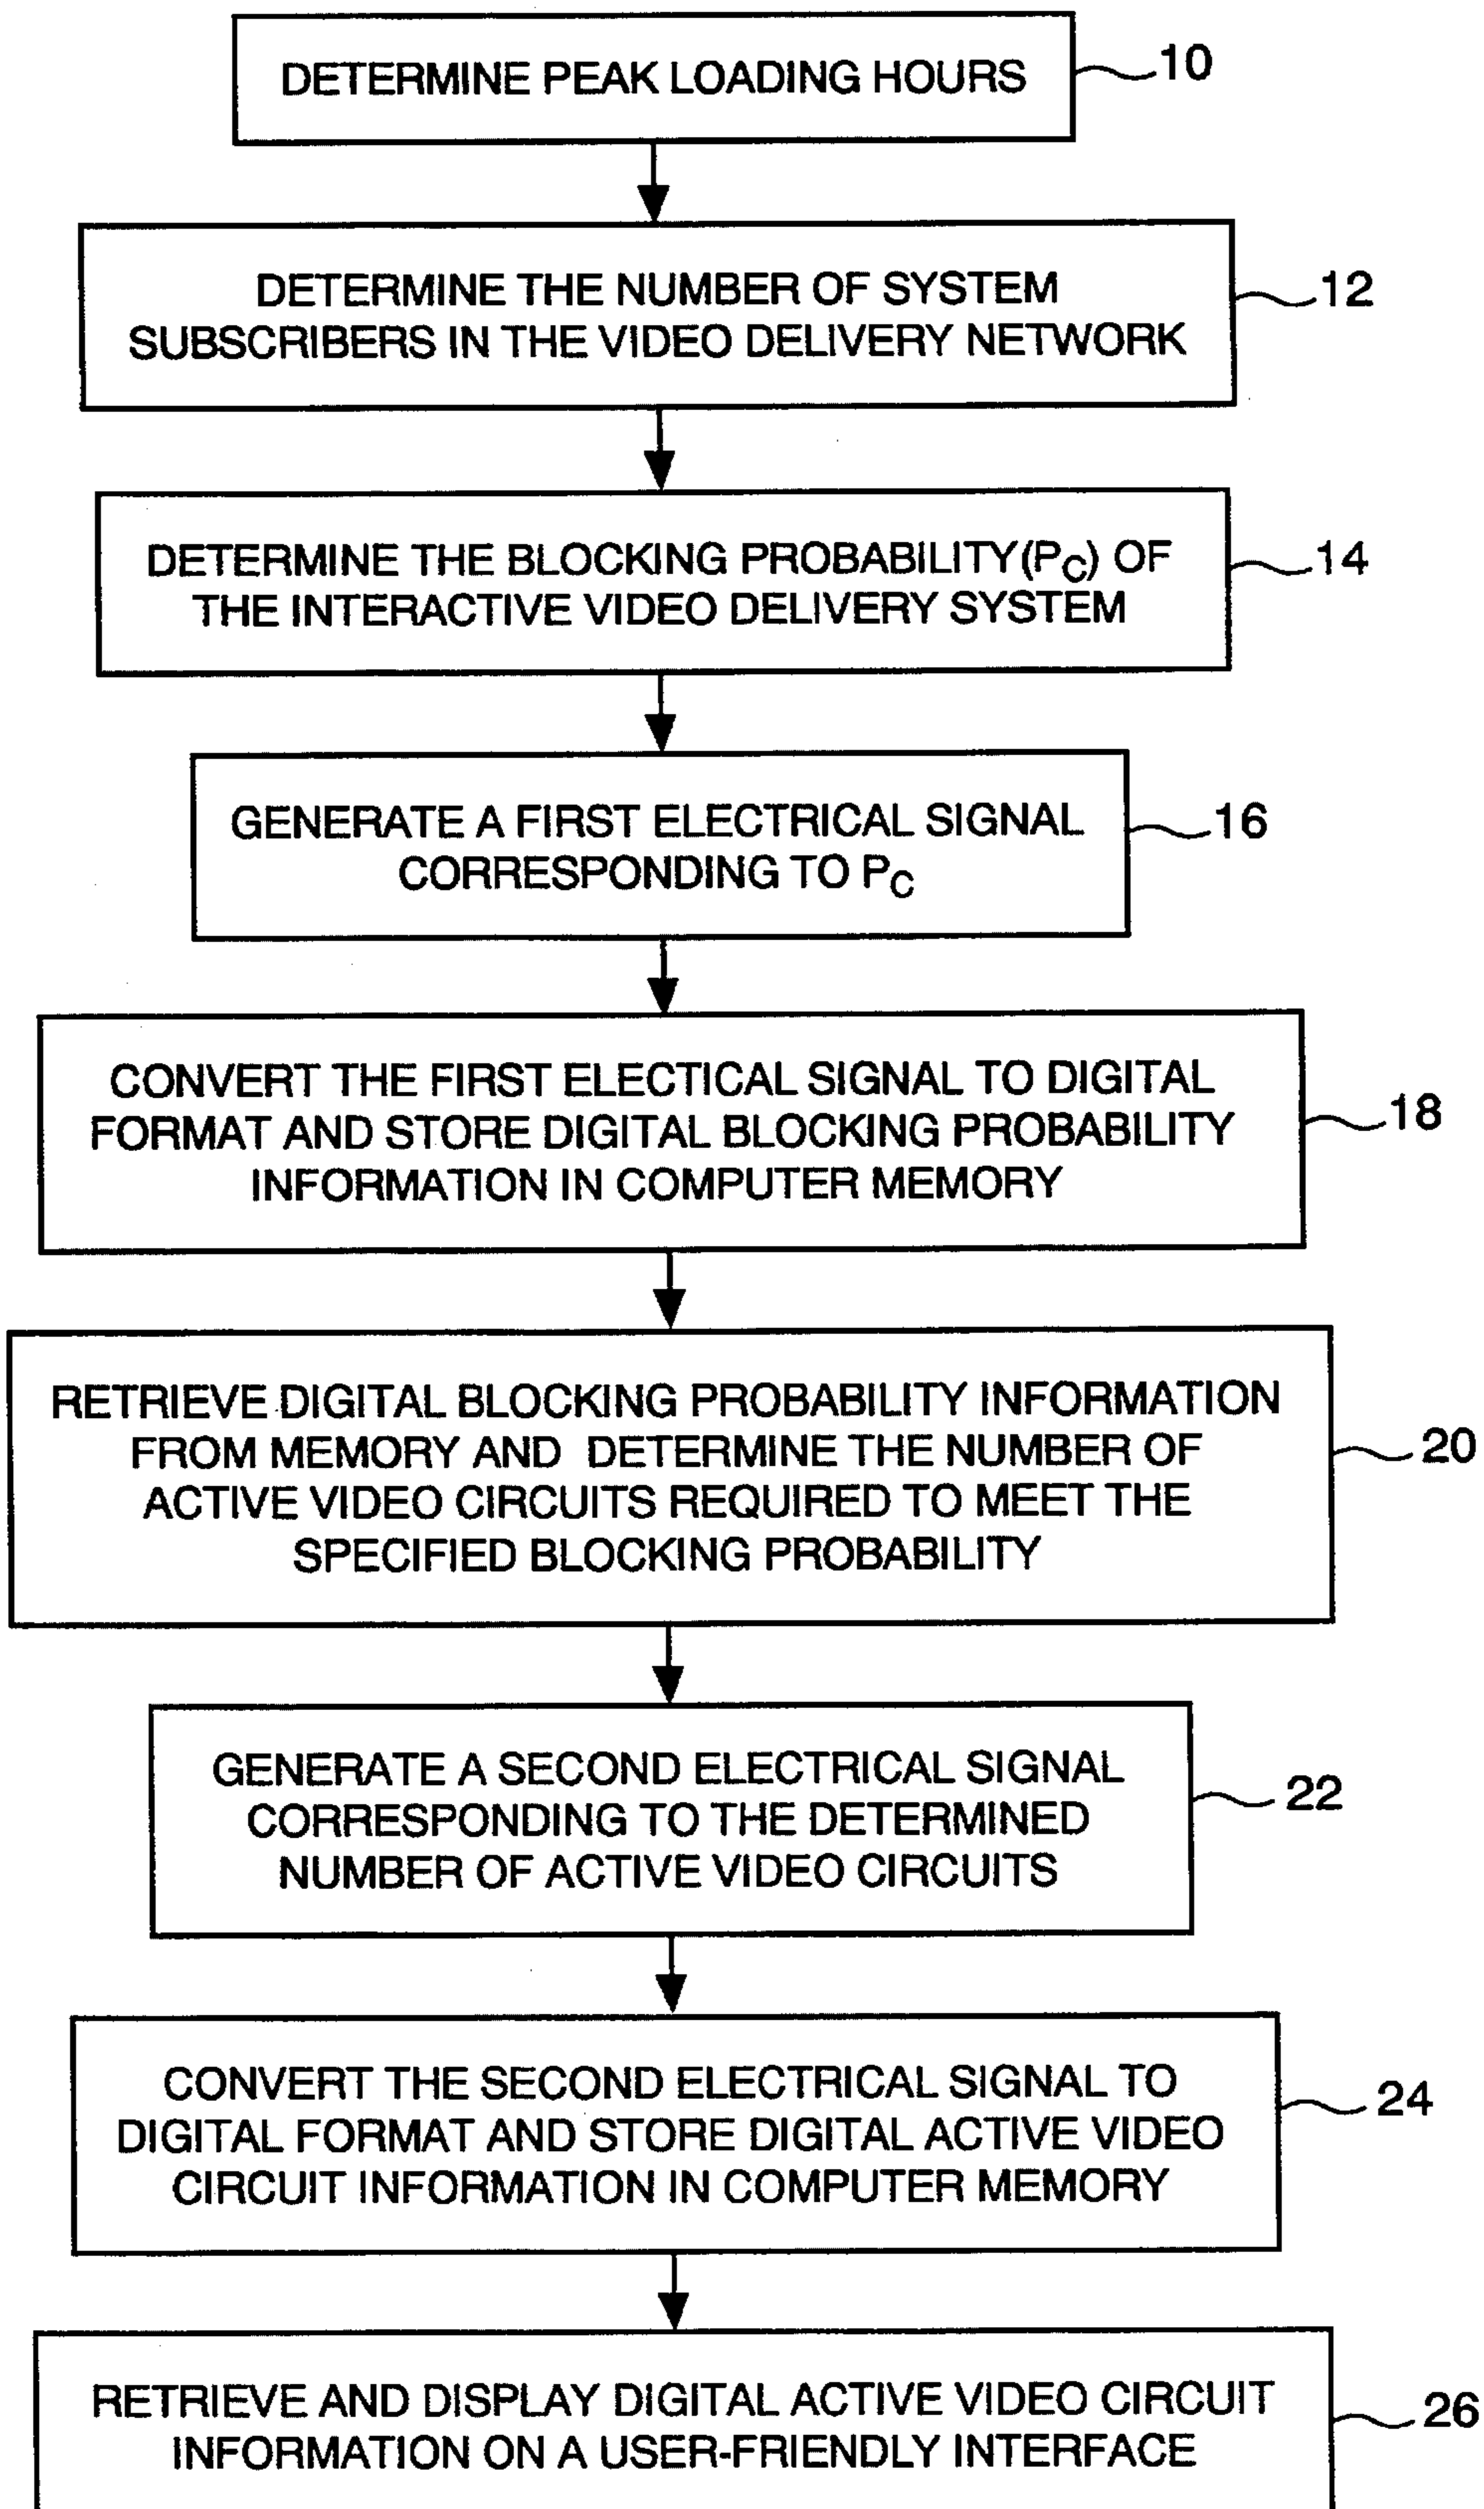 DETERMINE PEAK LOADING HOURS
10
DETERMINE THE NUMBER OF SYSTEM
SUBSCRIBERS IN THE VIDEO DELIVERY NETWORK
12
DETERMINE THE BLOCKING PROBABILITY(PC) OF
THE INTERACTIVE VIDEO DELIVERY SYSTEM
14
GENERATE A FIRST ELECTRICAL SIGNAL
CORRESPONDING TO PC
16
CONVERT THE FIRST ELECTICAL SIGNAL TO DIGITAL
FORMAT AND STORE DIGITAL BLOCKING PROBABILITY
INFORMATION IN COMPUTER MEMORY
18
RETRIEVE DIGITAL BLOCKING PROBABILITY INFORMATION
FROM MEMORY AND DETERMINE THE NUMBER OF
ACTIVE VIDEO CIRCUITS REQUIRED TO MEET THE
SPECIFIED BLOCKING PROBABILITY
20
GENERATE A SECOND ELECTRICAL SIGNAL
CORRESPONDING TO THE DETERMINED
NUMBER OF ACTIVE VIDEO CIRCUITS
22
CONVERT THE SECOND ELECTRICAL SIGNAL TO
DIGITAL FORMAT AND STORE DIGITAL ACTIVE VIDEO
CIRCUIT INFORMATION IN COMPUTER MEMORY
24
RETRIEVE AND DISPLAY DIGITAL ACTIVE VIDEO CIRCUIT
INFORMATION ON A USER-FRIENDLY INTERFACE
26